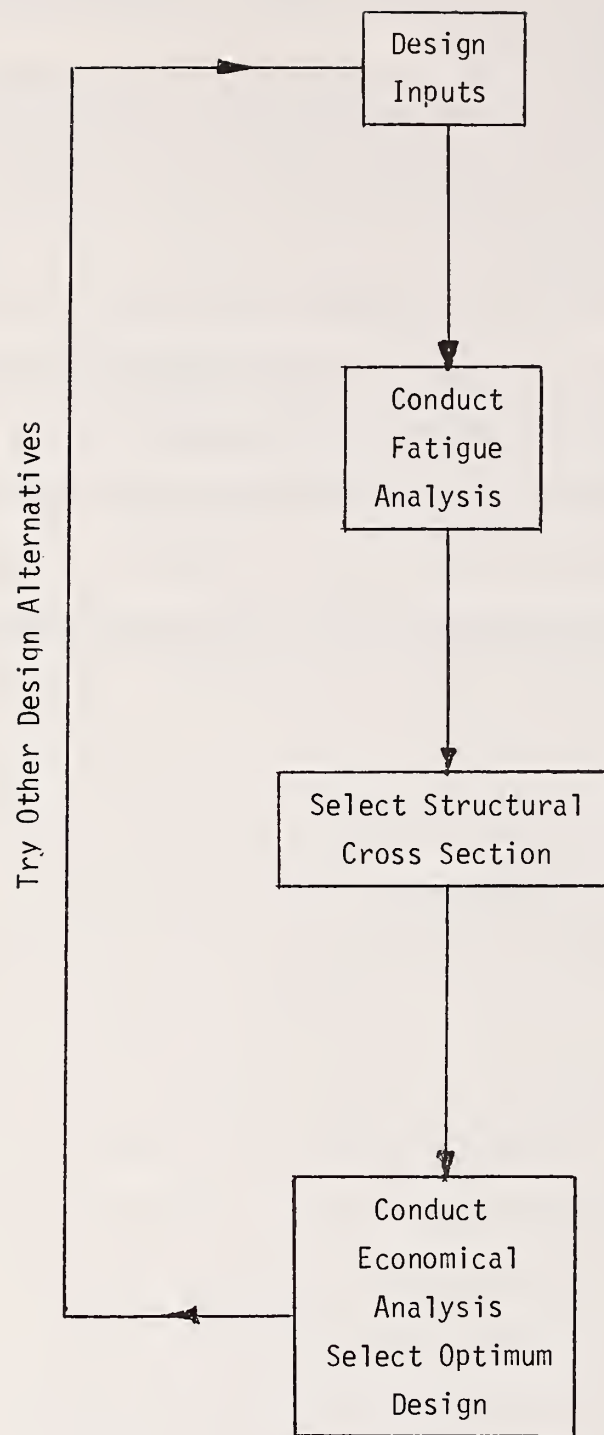 Design
Inputs
Conduct
Fatigue
Analysis
Try Other Design Alternatives
Select Structural
Cross Section
Conduct
Economical
Analysis
Select Optimum
Design